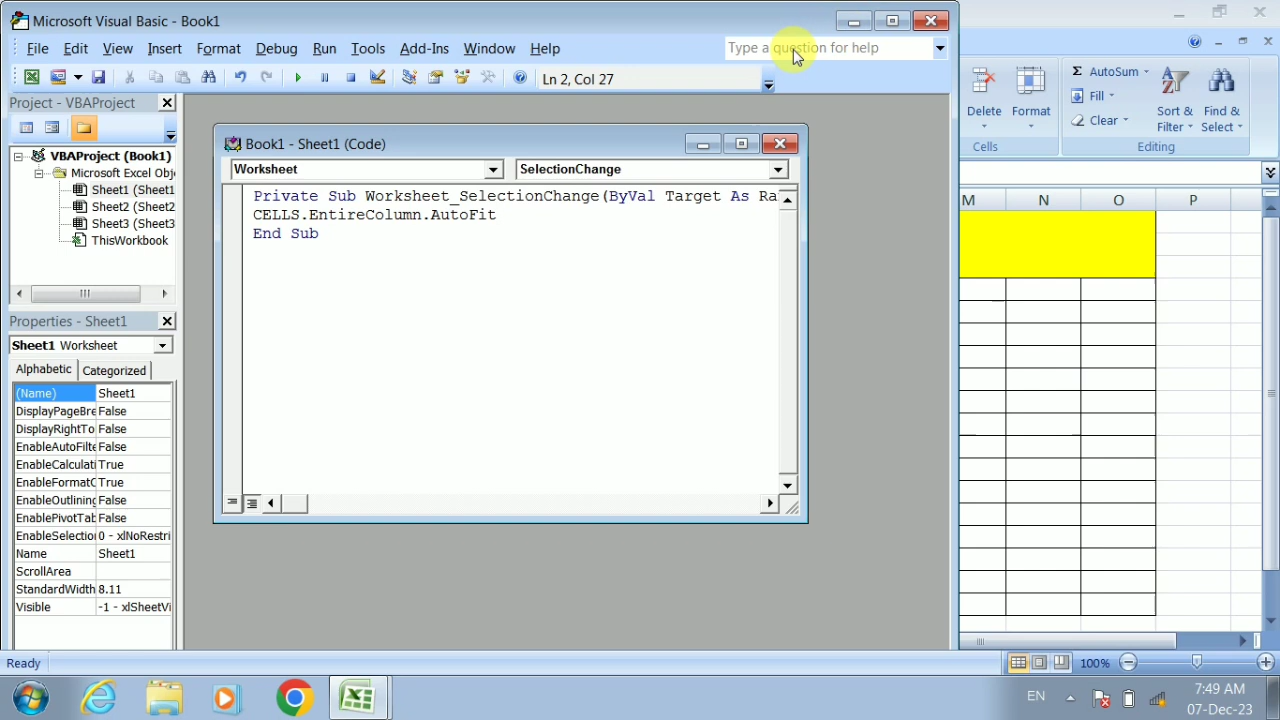 Microsoft Visual Basic - Book1
File Edit View Insert Format Debug Run Tools Add-Ins Window Help
Type a question for help
Ln 2, Col 27
Project - VBAProject
VBAProject (Book1)
Microsoft Excel Obj
Sheet1 (Sheet1
Sheet2 (Sheet2
Sheet3 (Sheet3
ThisWorkbook
Properties - Sheet1
Sheet1 Worksheet
Alphabetic Categorized
(Name) Sheet1
DisplayPageBre False
DisplayRightTo False
EnableAutoFilte False
EnableCalculati True
EnableFormatC True
EnableOutlining False
EnablePivotTab False
EnableSelection 0 - xlNoRestri
Name Sheet1
ScrollArea
StandardWidth 8.11
Visible -1 - xlSheetVi
Book1 - Sheet1 (Code)
Worksheet SelectionChange
Private Sub Worksheet_SelectionChange(ByVal Target As Ra
CELLS.EntireColumn.AutoFit
End Sub
Delete Format
Cells
Σ AutoSum
Fill
Clear
Sort & Filter
Find & Select
Editing
M N O P
Ready
100%
EN
7:49 AM
07-Dec-23